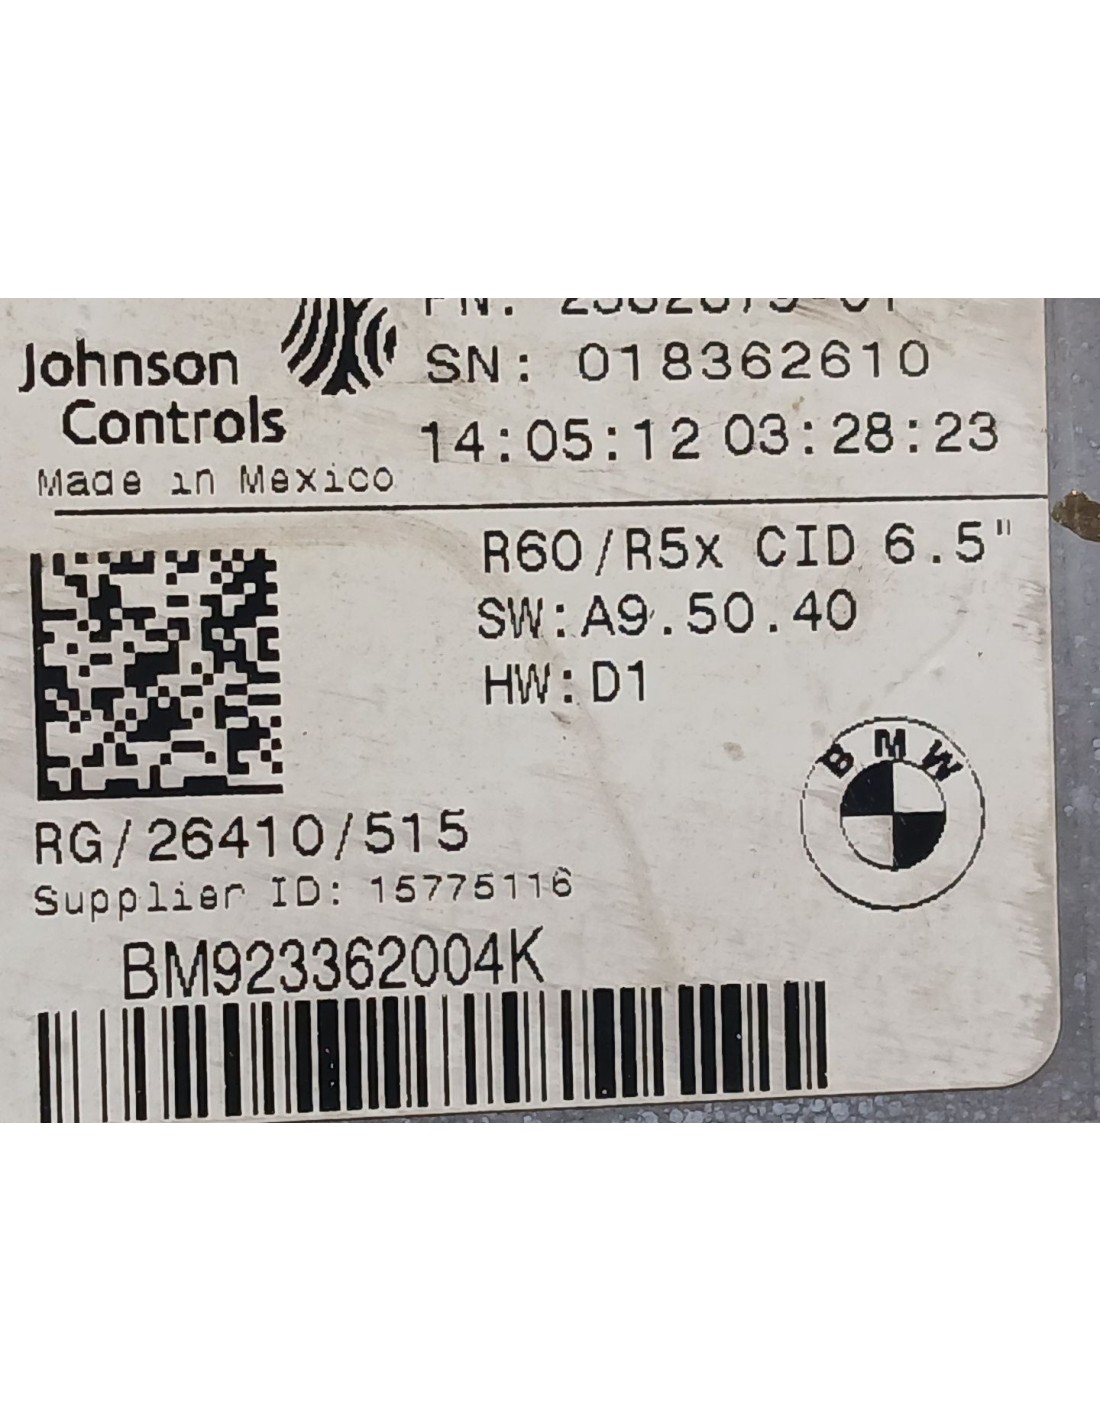 SN: 018362610
Johnson
Controls
14:05:12 03:28:23
Made in Mexico
R60/R5x CID 6.5"
SW:A9.50.40
HW:D1
BMW
RG/26410/515
Supplier ID: 15775116
BM923362004K